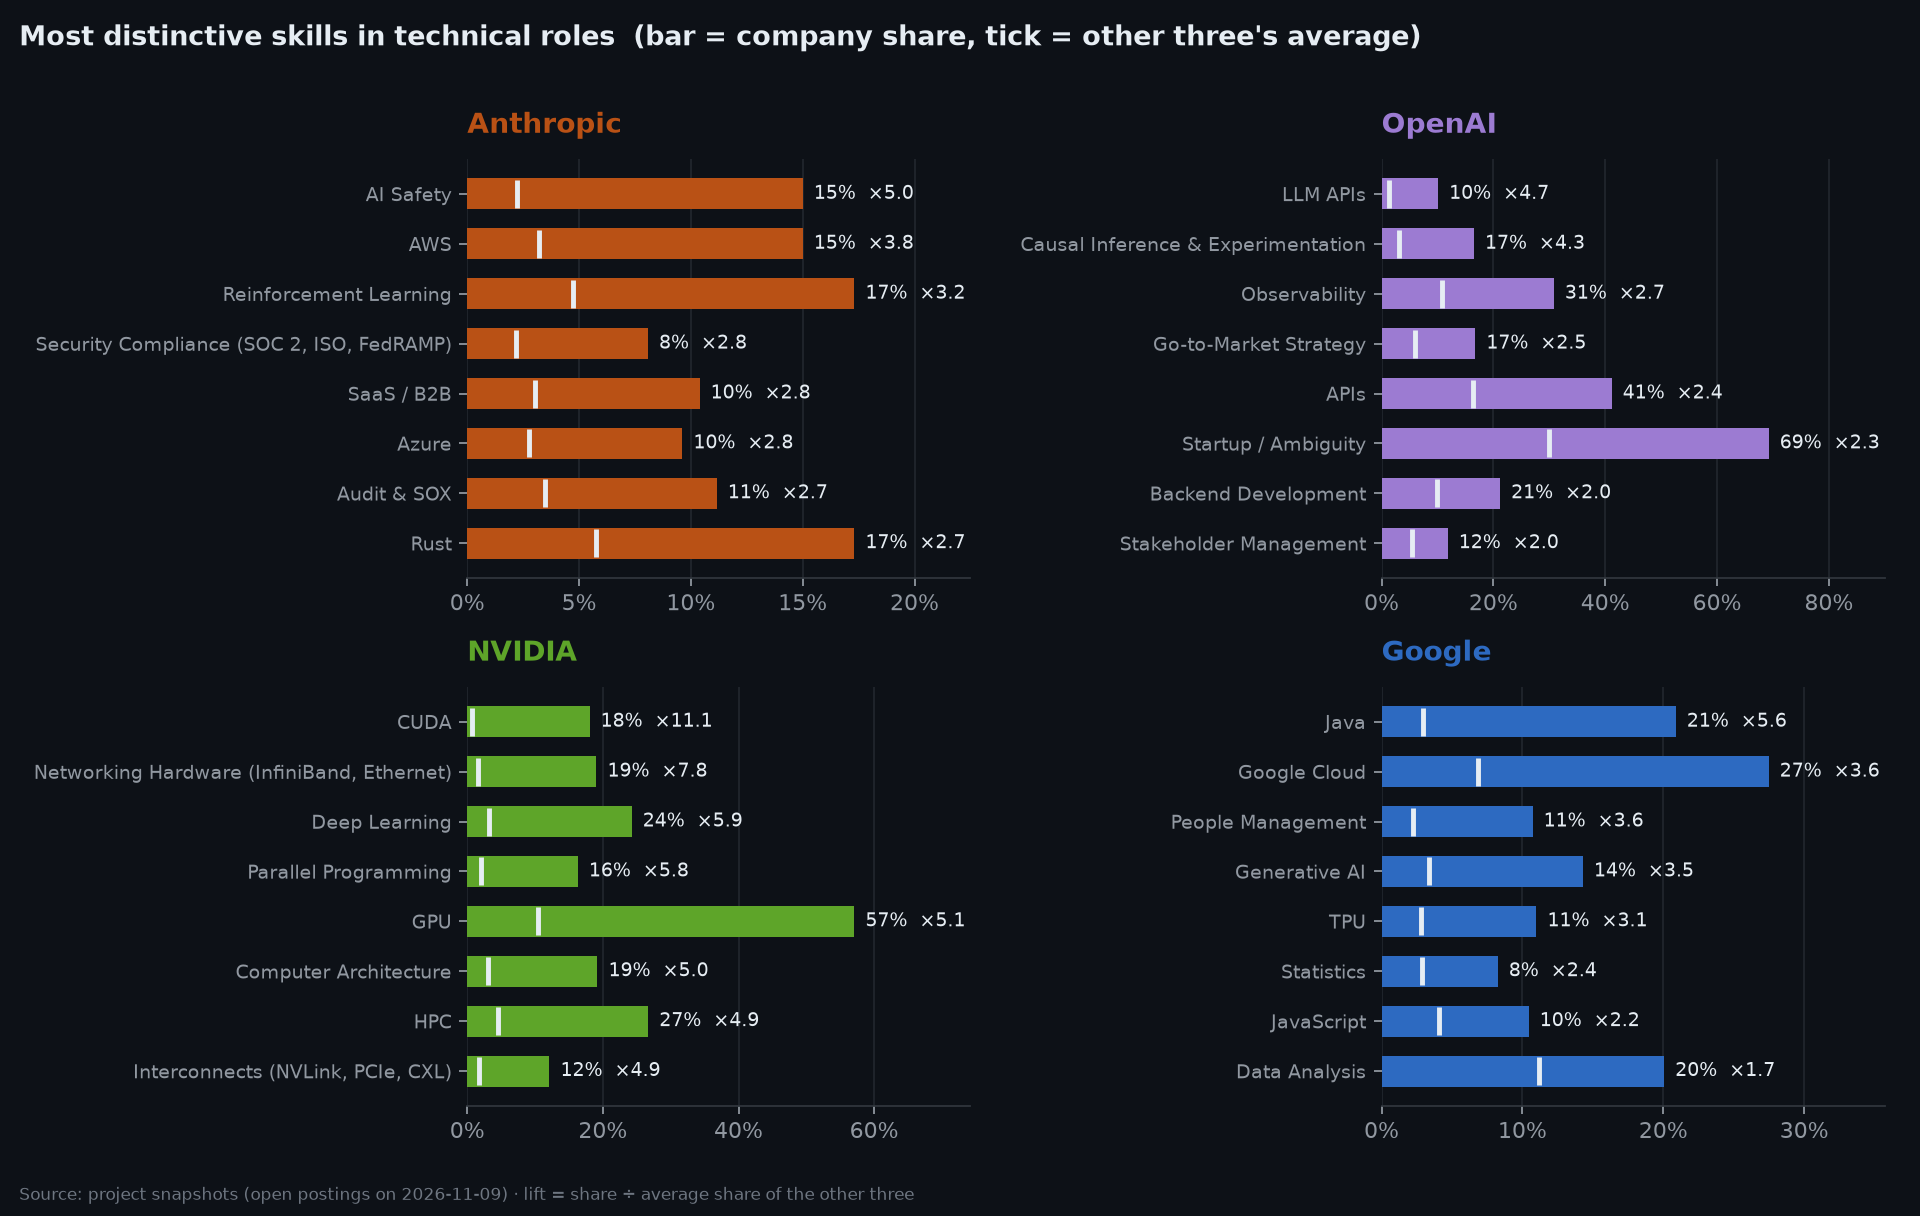 Most distinctive skills in technical roles  (bar = company share, tick = other three's average)
Anthropic
AI Safety 15% ×5.0
AWS 15% ×3.8
Reinforcement Learning 17% ×3.2
Security Compliance (SOC 2, ISO, FedRAMP) 8% ×2.8
SaaS / B2B 10% ×2.8
Azure 10% ×2.8
Audit & SOX 11% ×2.7
Rust 17% ×2.7
0% 5% 10% 15% 20%
OpenAI
LLM APIs 10% ×4.7
Causal Inference & Experimentation 17% ×4.3
Observability 31% ×2.7
Go-to-Market Strategy 17% ×2.5
APIs 41% ×2.4
Startup / Ambiguity 69% ×2.3
Backend Development 21% ×2.0
Stakeholder Management 12% ×2.0
0% 20% 40% 60% 80%
NVIDIA
CUDA 18% ×11.1
Networking Hardware (InfiniBand, Ethernet) 19% ×7.8
Deep Learning 24% ×5.9
Parallel Programming 16% ×5.8
GPU 57% ×5.1
Computer Architecture 19% ×5.0
HPC 27% ×4.9
Interconnects (NVLink, PCIe, CXL) 12% ×4.9
0% 20% 40% 60%
Google
Java 21% ×5.6
Google Cloud 27% ×3.6
People Management 11% ×3.6
Generative AI 14% ×3.5
TPU 11% ×3.1
Statistics 8% ×2.4
JavaScript 10% ×2.2
Data Analysis 20% ×1.7
0% 10% 20% 30%
Source: project snapshots (open postings on 2026-11-09) · lift = share ÷ average share of the other three